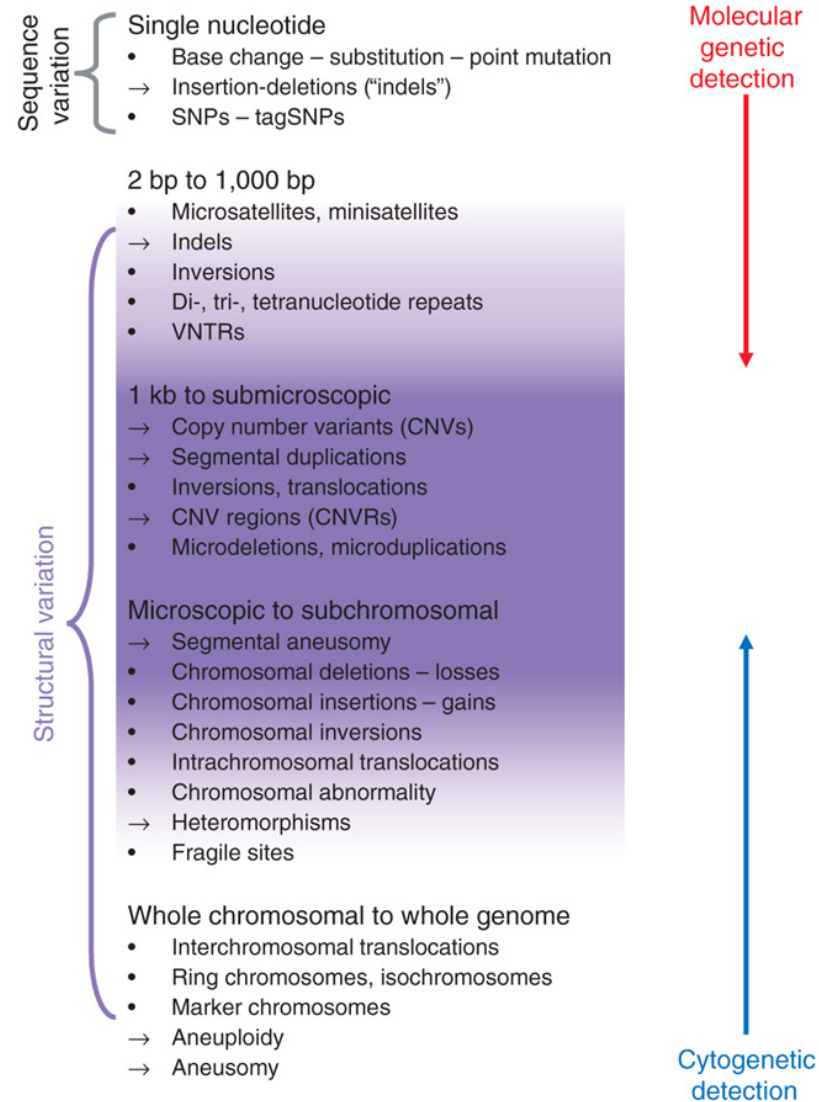 Sequence
variation
Single nucleotide
• Base change – substitution – point mutation
→ Insertion-deletions (“indels”)
• SNPs – tagSNPs
Molecular
genetic
detection
Structural variation
2 bp to 1,000 bp
• Microsatellites, minisatellites
→ Indels
• Inversions
• Di-, tri-, tetranucleotide repeats
• VNTRs
1 kb to submicroscopic
→ Copy number variants (CNVs)
→ Segmental duplications
• Inversions, translocations
→ CNV regions (CNVRs)
• Microdeletions, microduplications
Microscopic to subchromosomal
→ Segmental aneusomy
• Chromosomal deletions – losses
• Chromosomal insertions – gains
• Chromosomal inversions
• Intrachromosomal translocations
• Chromosomal abnormality
→ Heteromorphisms
• Fragile sites
Whole chromosomal to whole genome
• Interchromosomal translocations
• Ring chromosomes, isochromosomes
• Marker chromosomes
→ Aneuploidy
→ Aneusomy
Cytogenetic
detection